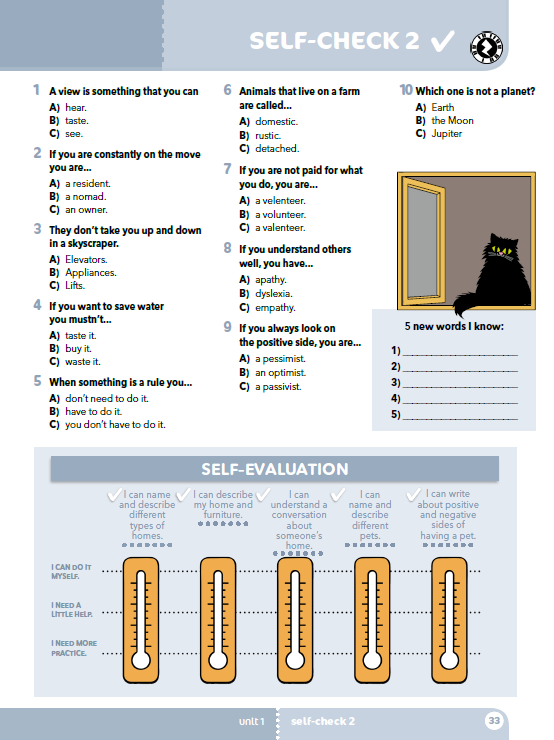 SELF-CHECK 2
1 A view is something that you can
A) hear.
B) taste.
C) see.
2 If you are constantly on the move
you are...
A) a resident.
B) a nomad.
C) an owner.
3 They don't take you up and down
in a skyscraper.
A) Elevators.
B) Appliances.
C) Lifts.
4 If you want to save water
you mustn't...
A) taste it.
B) buy it.
C) waste it.
5 When something is a rule you...
A) don't need to do it.
B) have to do it.
C) you don't have to do it.
6 Animals that live on a farm
are called...
A) domestic.
B) rustic.
C) detached.
7 If you are not paid for what
you do, you are...
A) a velenteer.
B) a volunteer.
C) a valenteer.
8 If you understand others
well, you have...
A) apathy.
B) dyslexia.
C) empathy.
9 If you always look on
the positive side, you are...
A) a pessimist.
B) an optimist.
C) a passivist.
10 Which one is not a planet?
A) Earth
B) the Moon
C) Jupiter
5 new words I know:
1)
2)
3)
4)
5)
SELF-EVALUATION
I can name
and describe
different
types of
homes.
I can describe
my home and
furniture.
I can
understand a
conversation
about
someone's
home.
I can
name and
describe
different
pets.
I can write
about positive
and negative
sides of
having a pet.
I CAN DO IT
MYSELF.
I NEED A
LITTLE HELP.
I NEED MORE
PRACTICE.
unit 1
self-check 2
33